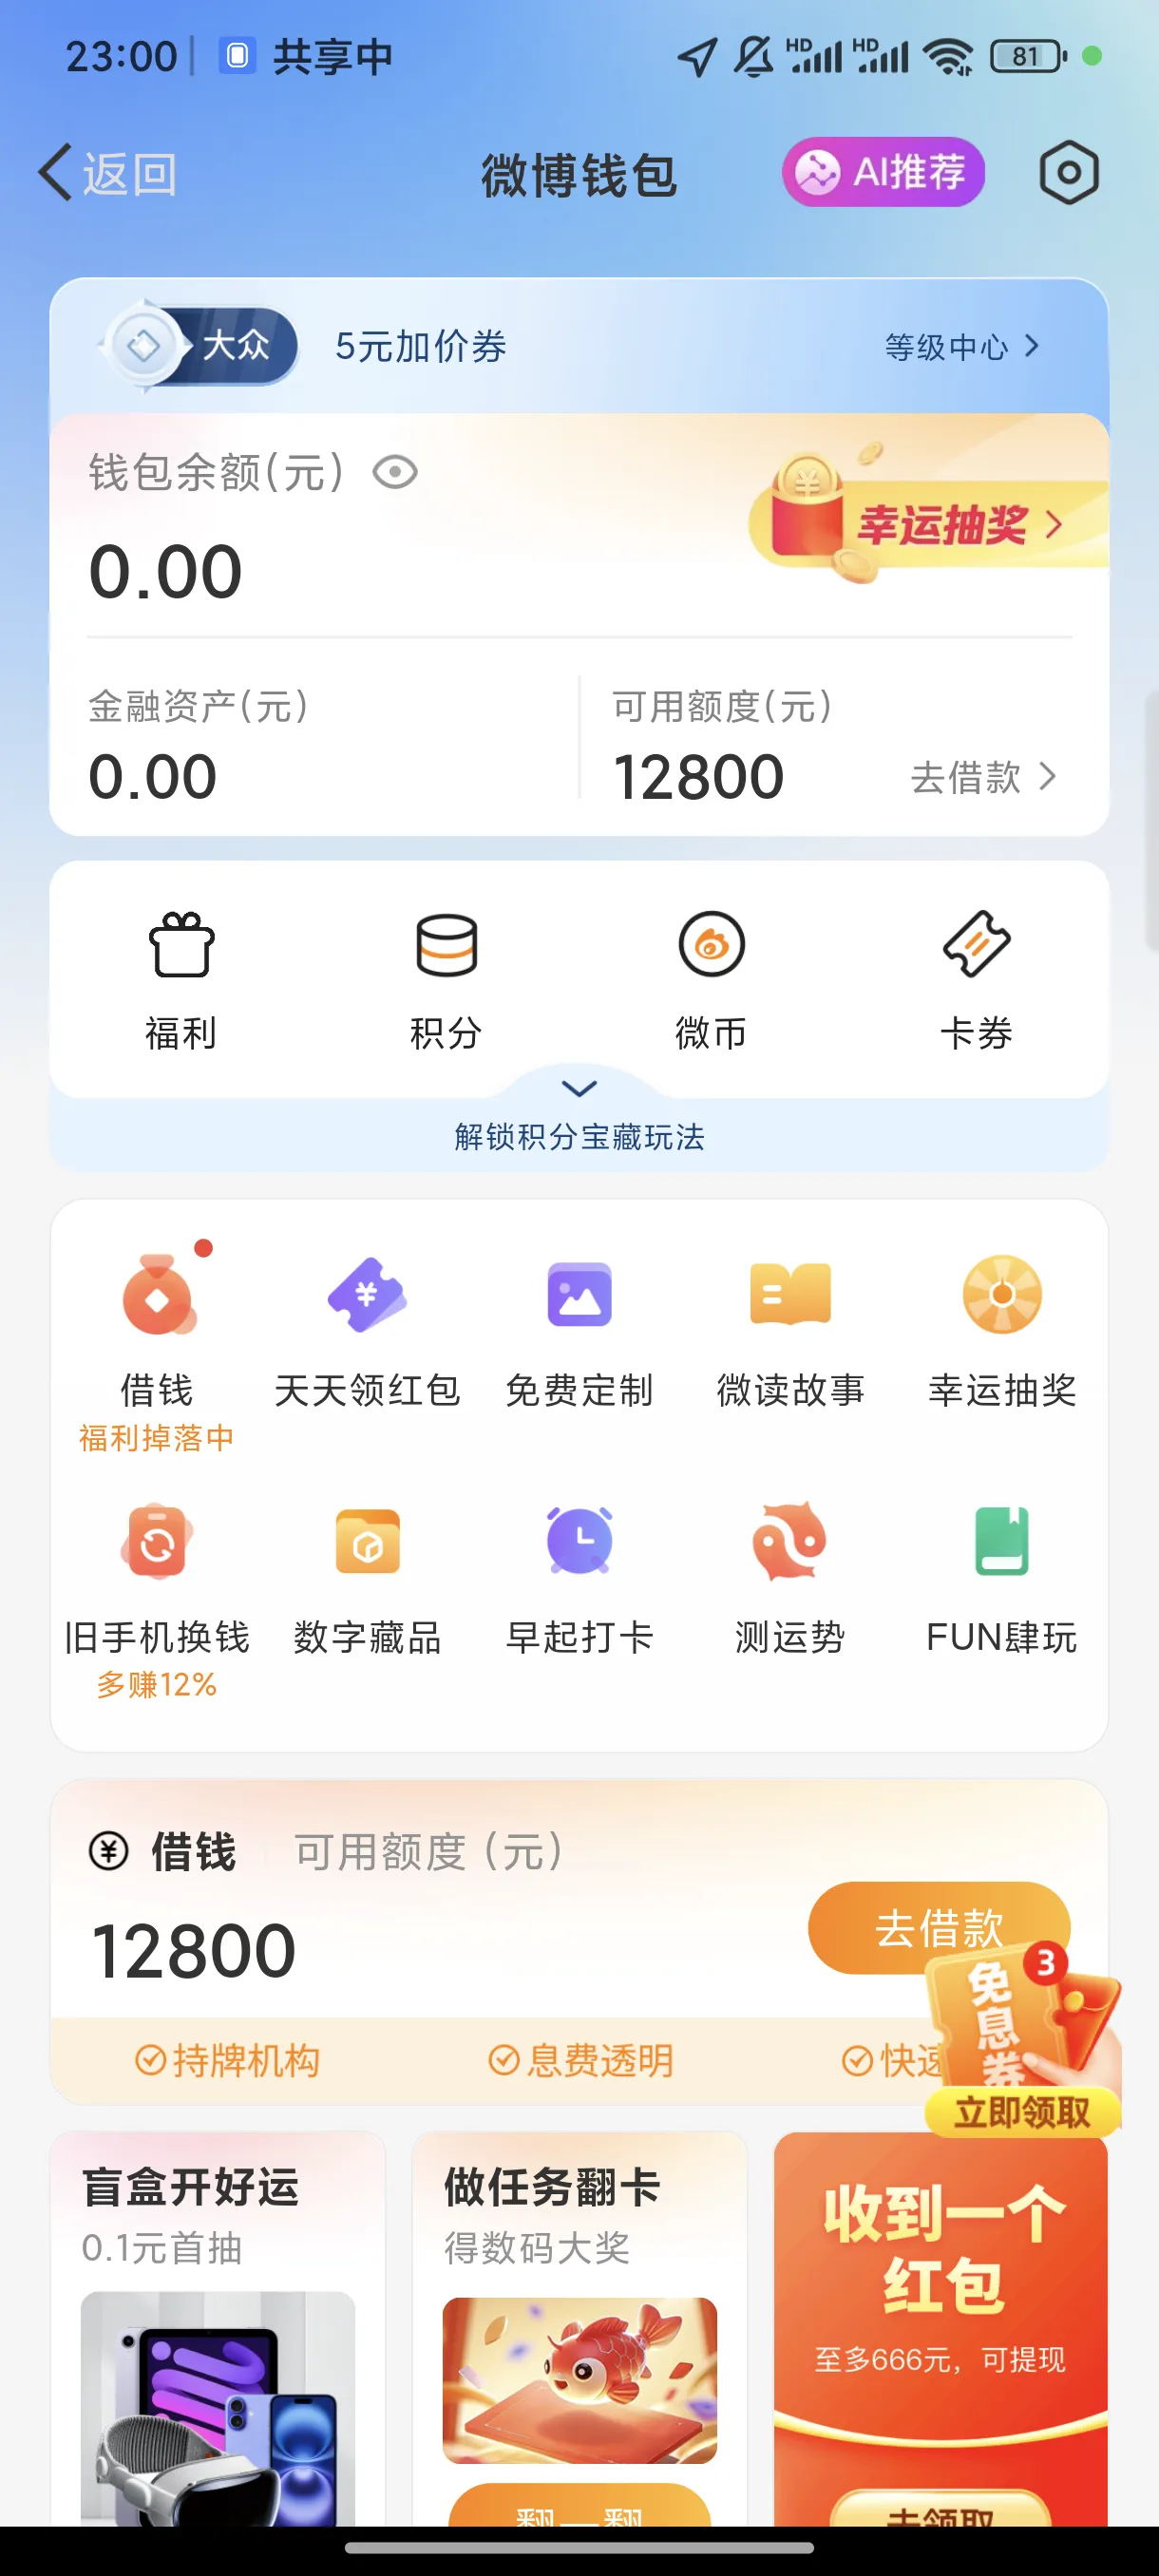 23:00 共享中 HD HD 81
返回 微博钱包 AI推荐
大众 5元加价券 等级中心
钱包余额(元)
幸运抽奖
0.00
金融资产(元) 可用额度(元)
0.00 12800 去借款
福利 积分 微币 卡券
解锁积分宝藏玩法
借钱 天天领红包 免费定制 微读故事 幸运抽奖
福利掉落中
旧手机换钱 数字藏品 早起打卡 测运势 FUN肆玩
多赚12%
借钱 可用额度 (元)
12800 去借款
3
免息券
持牌机构 息费透明 快速
立即领取
盲盒开好运 做任务翻卡 收到一个
0.1元首抽 得数码大奖 红包
至多666元，可提现
翻一翻 去领取